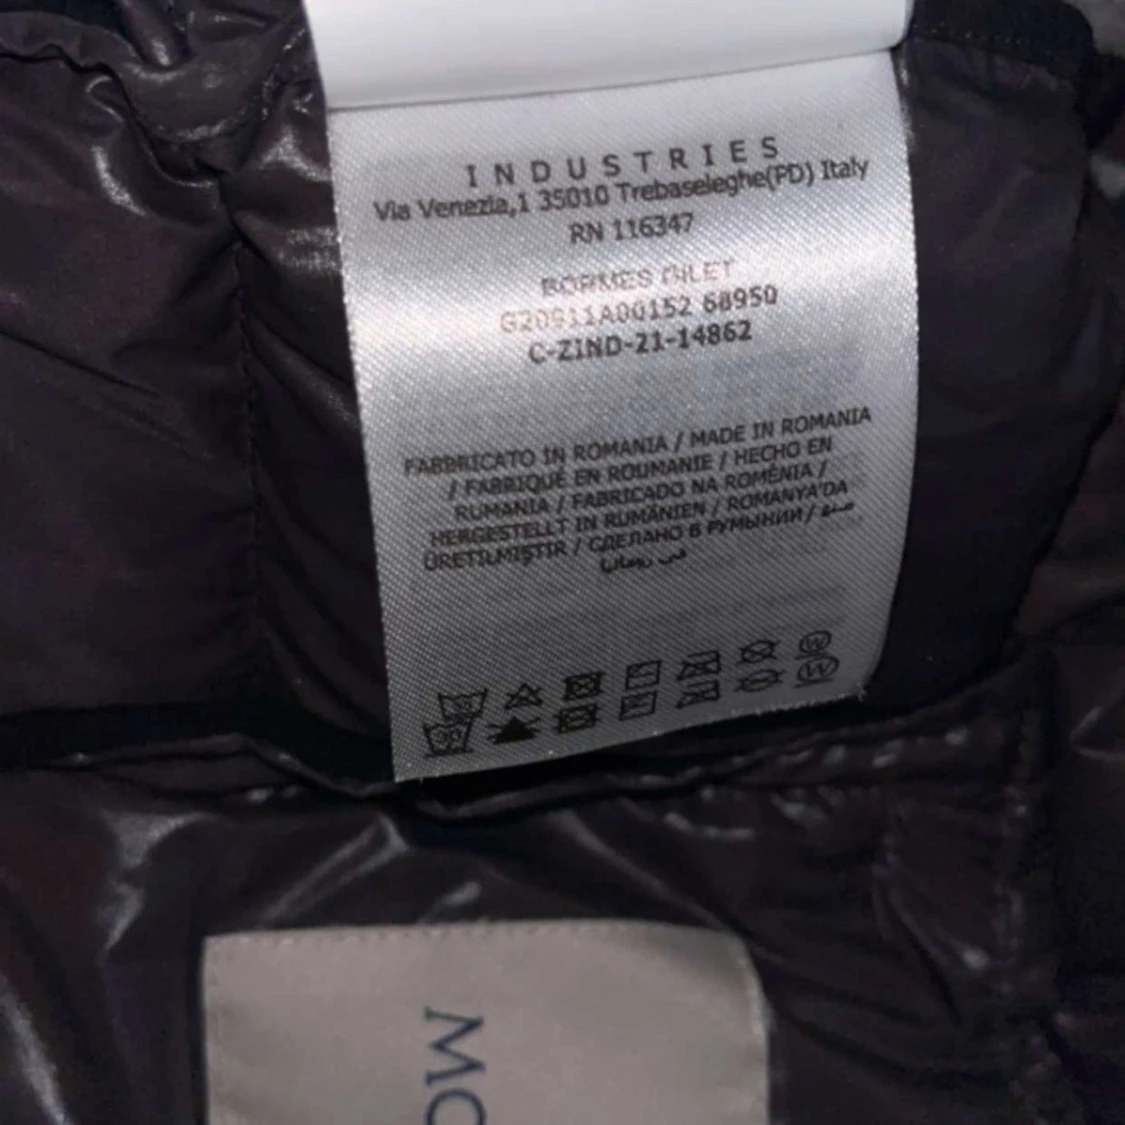 INDUSTRIES
Via Venezia,1 35010 Trebaseleghe(PD) Italy
RN 116347
BORMES GILET
G20911A00152 68950
C-ZIND-21-14862
FABBRICATO IN ROMANIA / MADE IN ROMANIA
/ FABRIQUÉ EN ROUMANIE / HECHO EN
RUMANIA / FABRICADO NA ROMÉNIA /
HERGESTELLT IN RUMÄNIEN / ROMANYA'DA
ÜRETILMIŞTIR / СДЕЛАНО В РУМЫНИИ / صنع
في رومانيا
30
MO